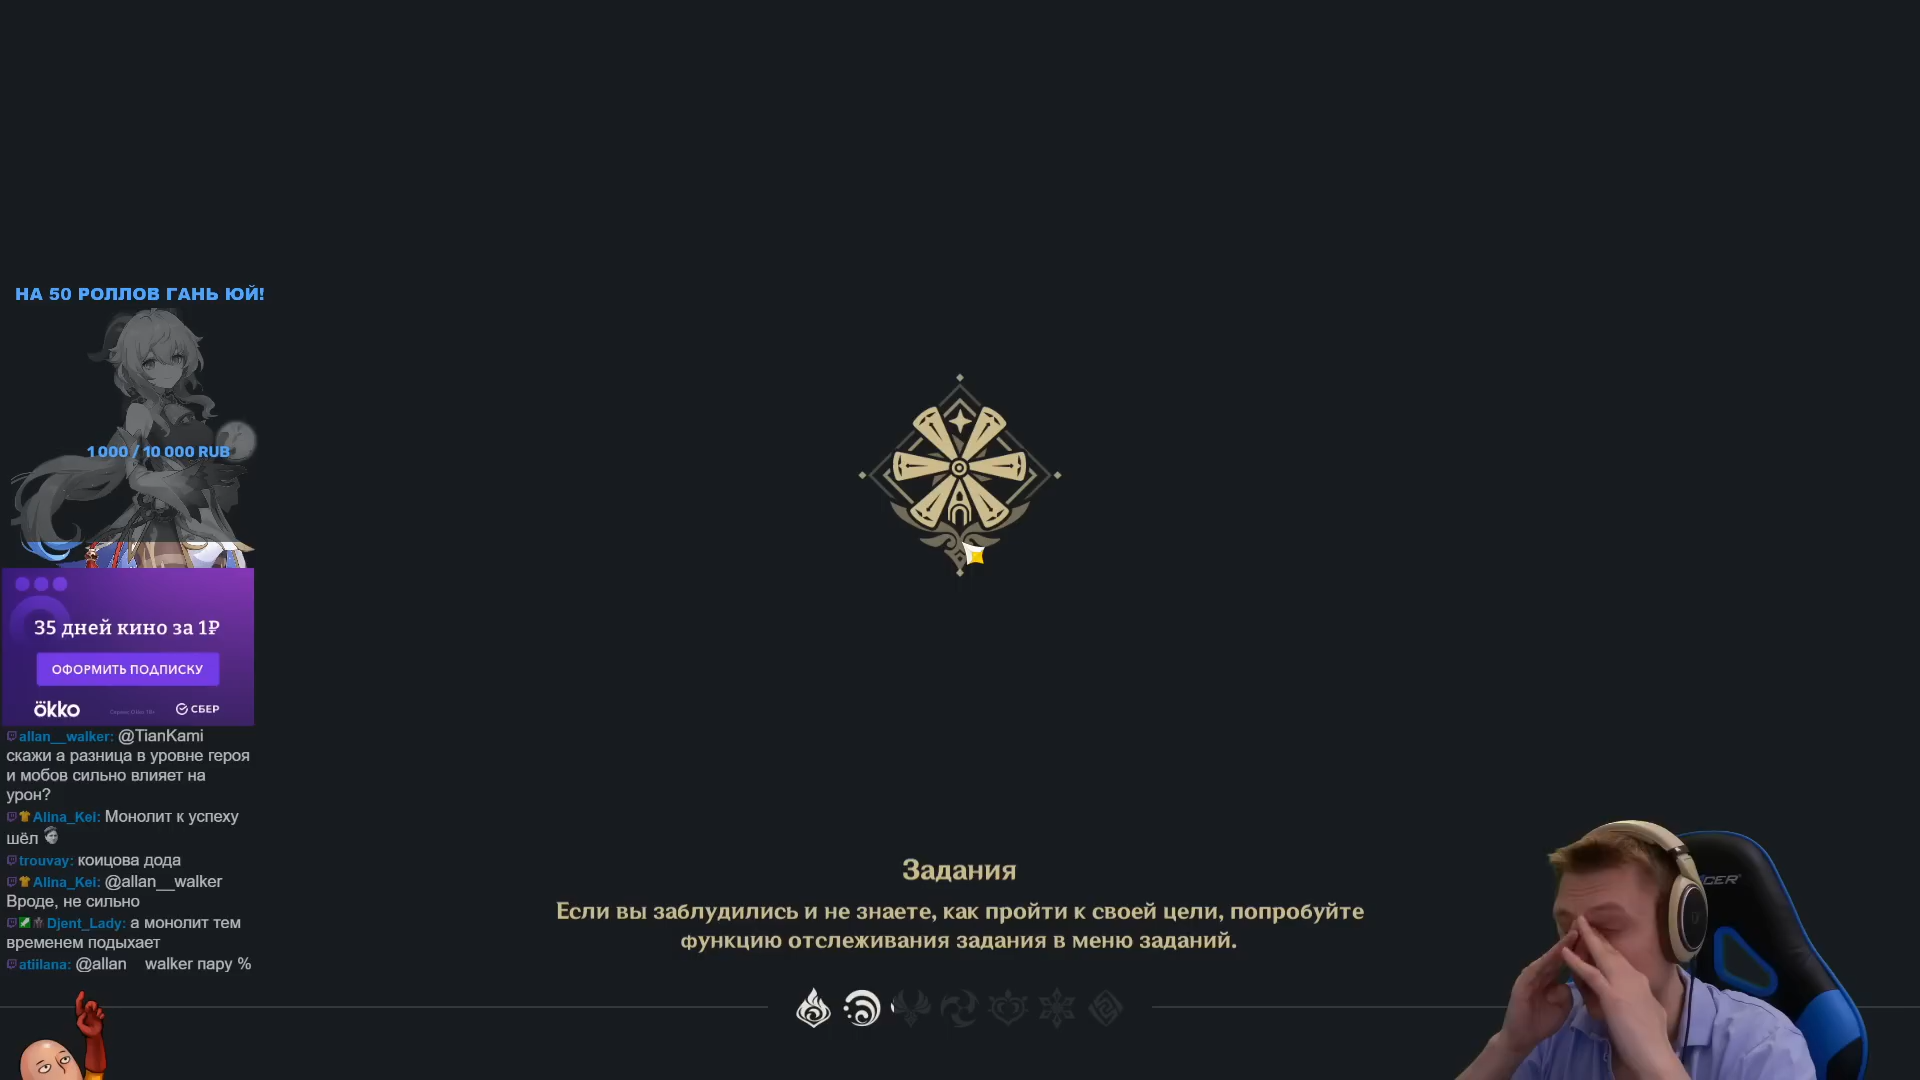 НА 50 РОЛЛОВ ГАНЬ ЮЙ!
1 000 / 10 000 RUB
35 дней кино за 1₽
ОФОРМИТЬ ПОДПИСКУ
okko
СБЕР
allan__walker: @TianKami
скажи а разница в уровне героя
и мобов сильно влияет на
урон?
Alina_Kei: Монолит к успеху
шёл
trouvay: коицова дода
Alina_Kei: @allan__walker
Вроде, не сильно
Djent_Lady: а монолит тем
временем подыхает
atiilana: @allan__walker пару %
Задания
Если вы заблудились и не знаете, как пройти к своей цели, попробуйте
функцию отслеживания задания в меню заданий.